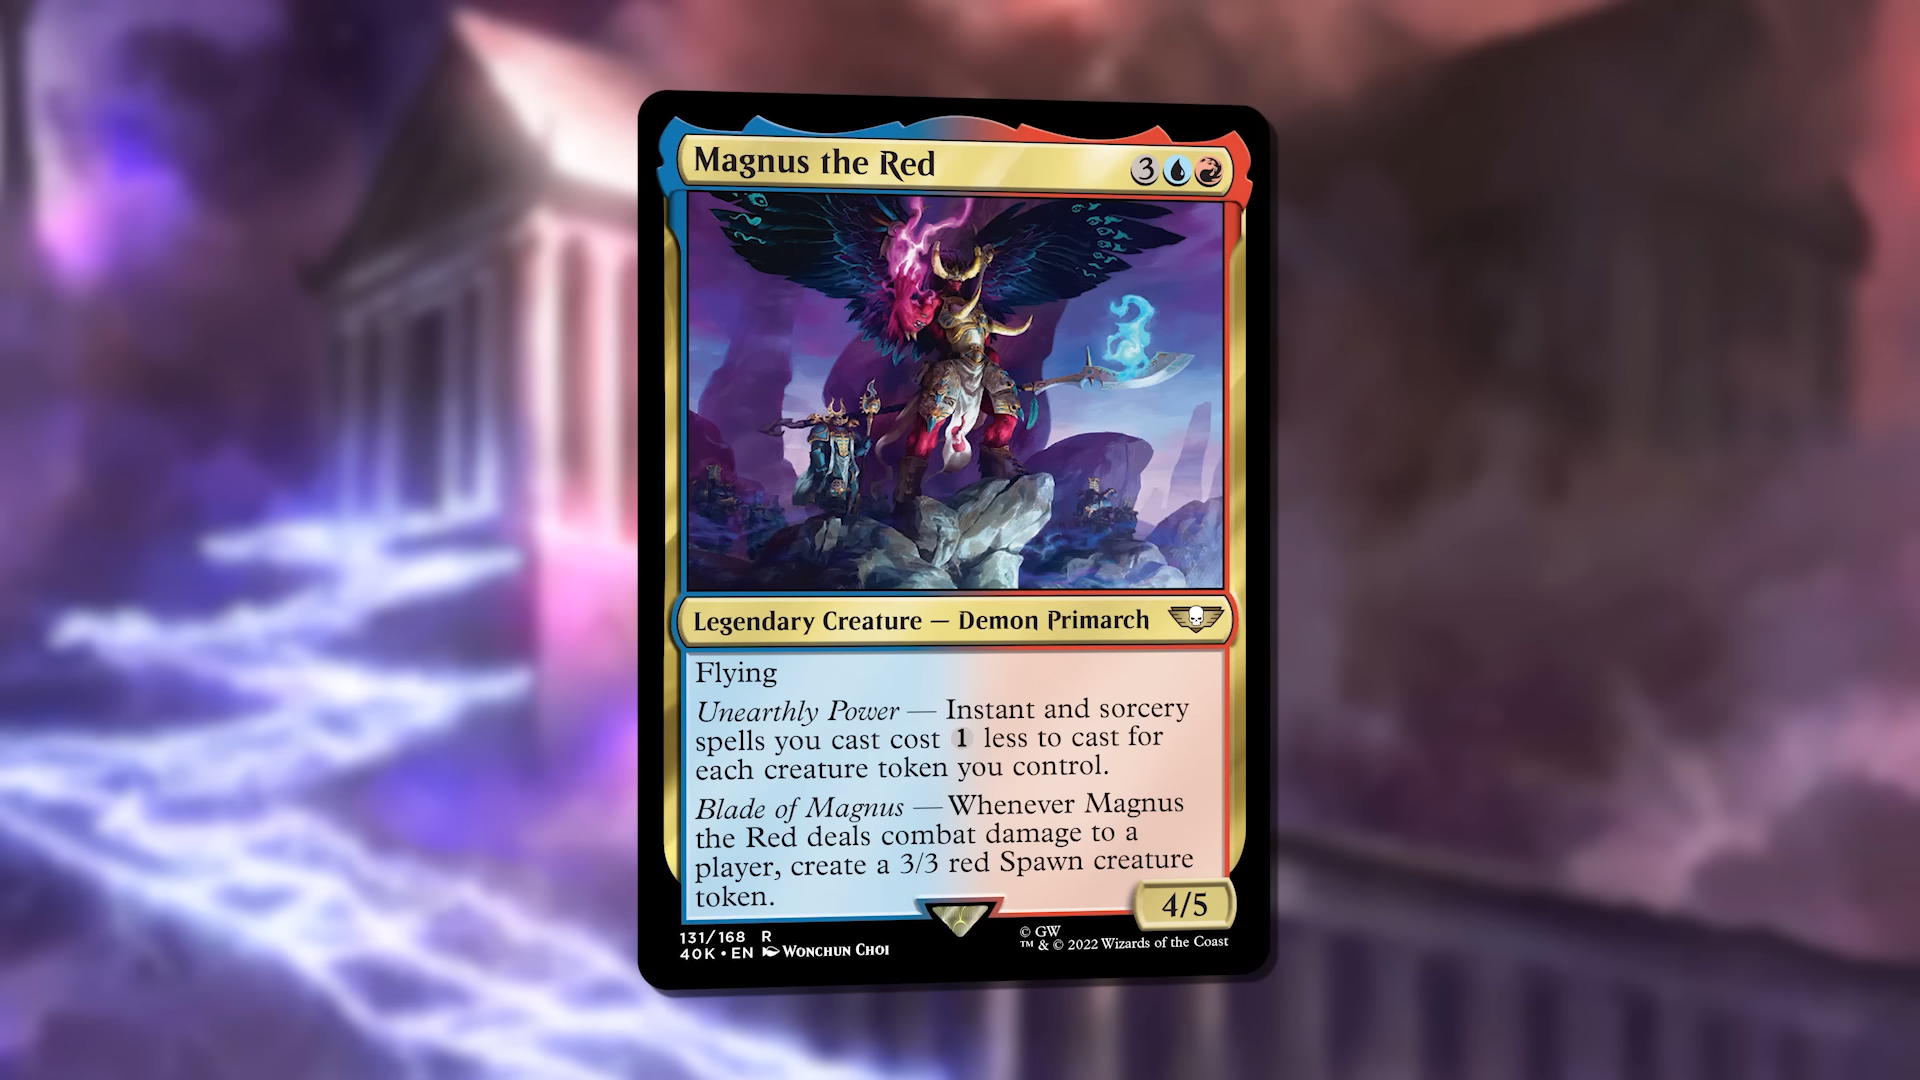 Magnus the Red 3
Legendary Creature — Demon Primarch
Flying
Unearthly Power — Instant and sorcery
spells you cast cost 1 less to cast for
each creature token you control.
Blade of Magnus — Whenever Magnus
the Red deals combat damage to a
player, create a 3/3 red Spawn creature
token.
4/5
131/168 R
40K • EN Wonchun Choi
© GW
™ & © 2022 Wizards of the Coast